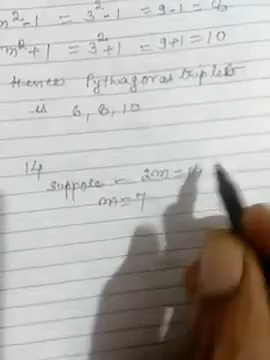 m²-1 = 3²-1 = 9-1 = 8
m²+1 = 3²+1 = 9+1 = 10
Hence Pythagoras triplets
is 6, 8, 10
14
suppose - 2m = 14
m = 7